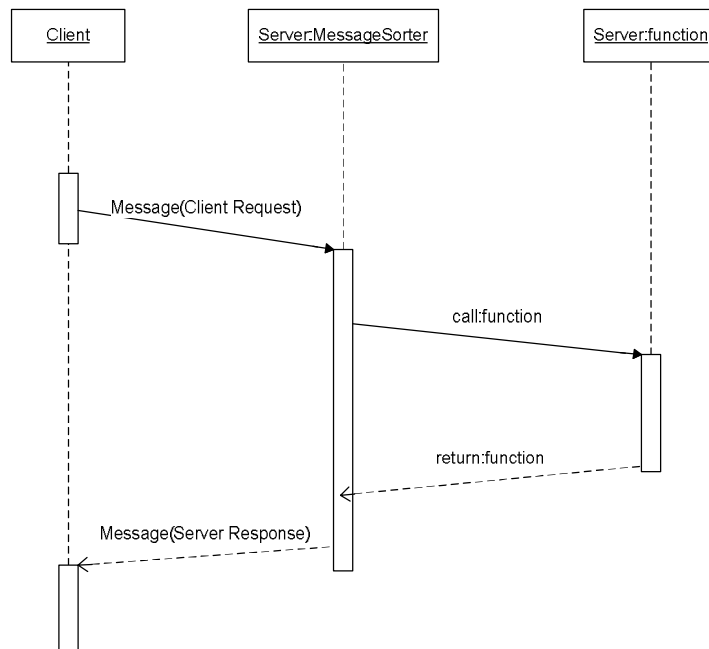 Client
Server:MessageSorter
Server:function
Message(Client Request)
call:function
return:function
Message(Server Response)